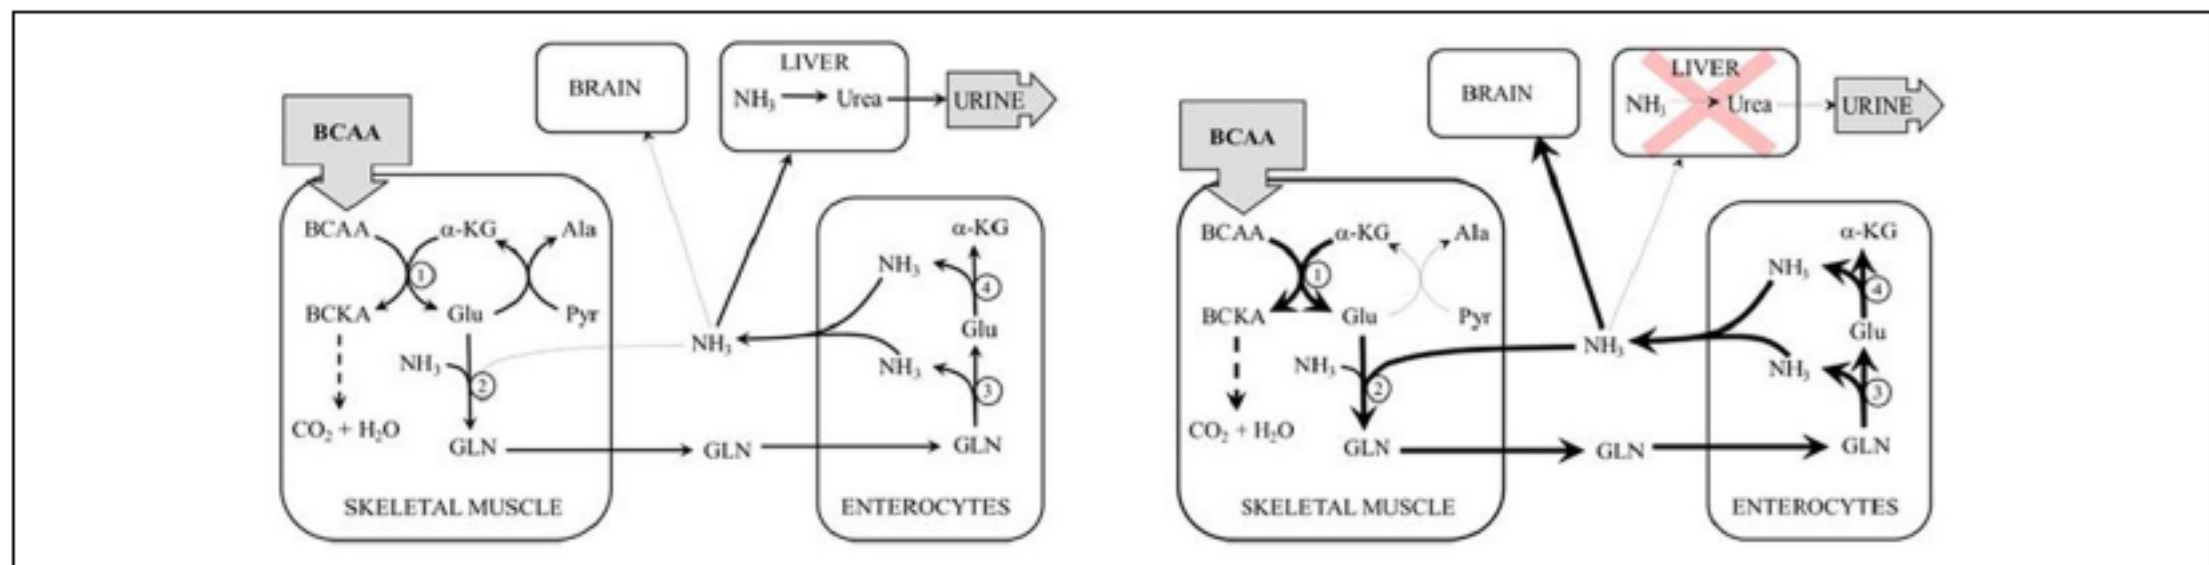 BRAIN
LIVER
NH₃ Urea
URINE
BCAA
BCAA α-KG Ala
1
BCKA Glu Pyr
NH₃
2
CO₂ + H₂O
GLN
SKELETAL MUSCLE
NH₃
GLN
α-KG
NH₃
4
Glu
NH₃
3
GLN
ENTEROCYTES
BRAIN
LIVER
NH₃ Urea
URINE
BCAA
BCAA α-KG Ala
1
BCKA Glu Pyr
NH₃
2
CO₂ + H₂O
GLN
SKELETAL MUSCLE
NH₃
GLN
α-KG
NH₃
4
Glu
NH₃
3
GLN
ENTEROCYTES